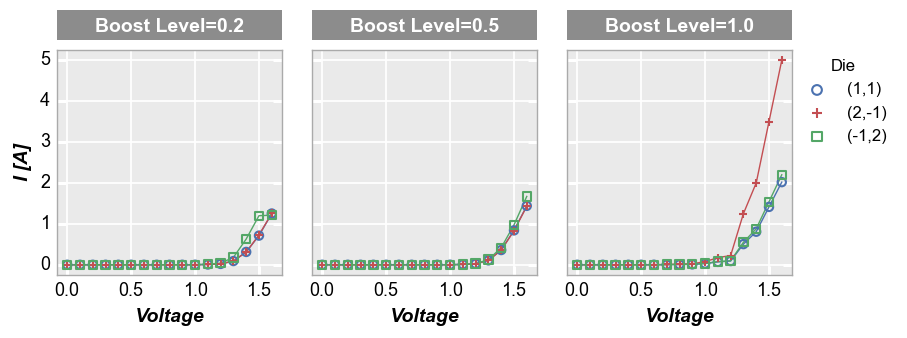 Boost Level=0.2 Boost Level=0.5 Boost Level=1.0
Die
(1,1)
(2,-1)
(-1,2)
I [A]
5
4
3
2
1
0
0.0 0.5 1.0 1.5 0.0 0.5 1.0 1.5 0.0 0.5 1.0 1.5
Voltage Voltage Voltage